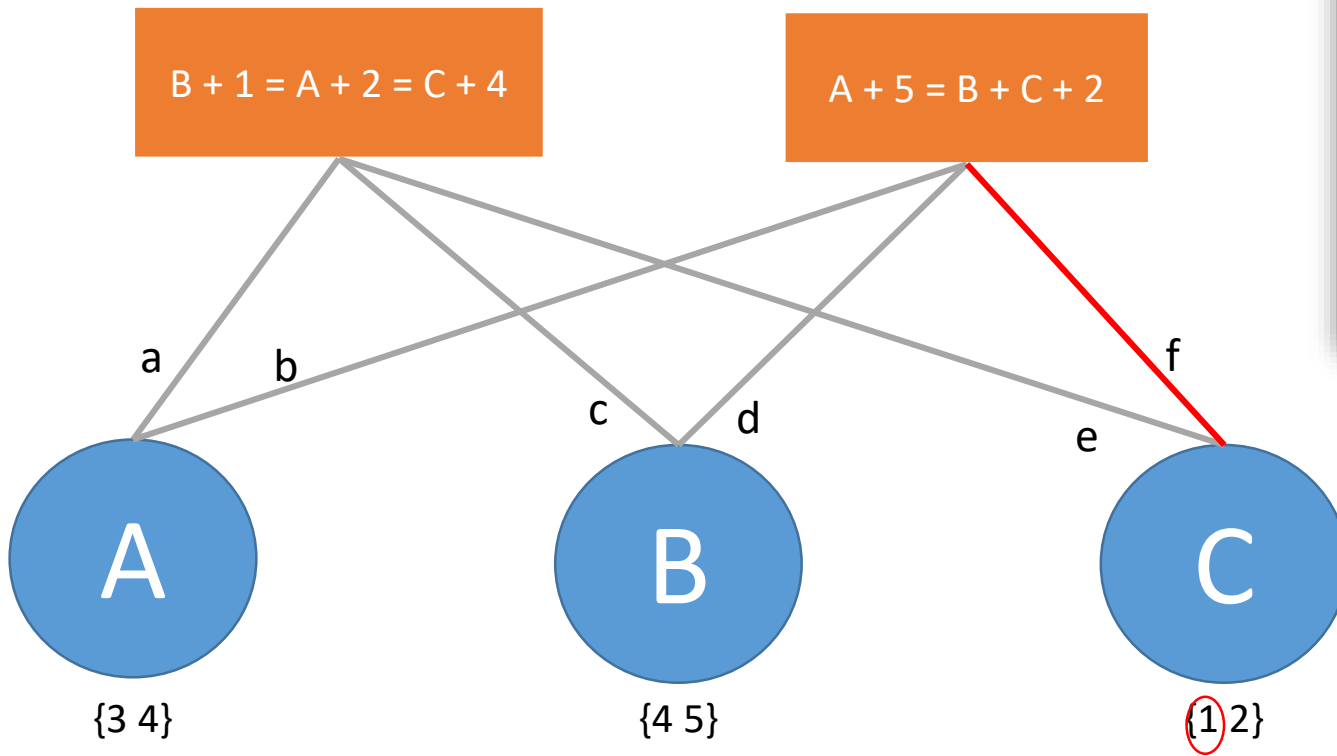 B + 1 = A + 2 = C + 4
A + 5 = B + C + 2
a
b
c
d
e
f
A
B
C
{3 4}
{4 5}
{1 2}